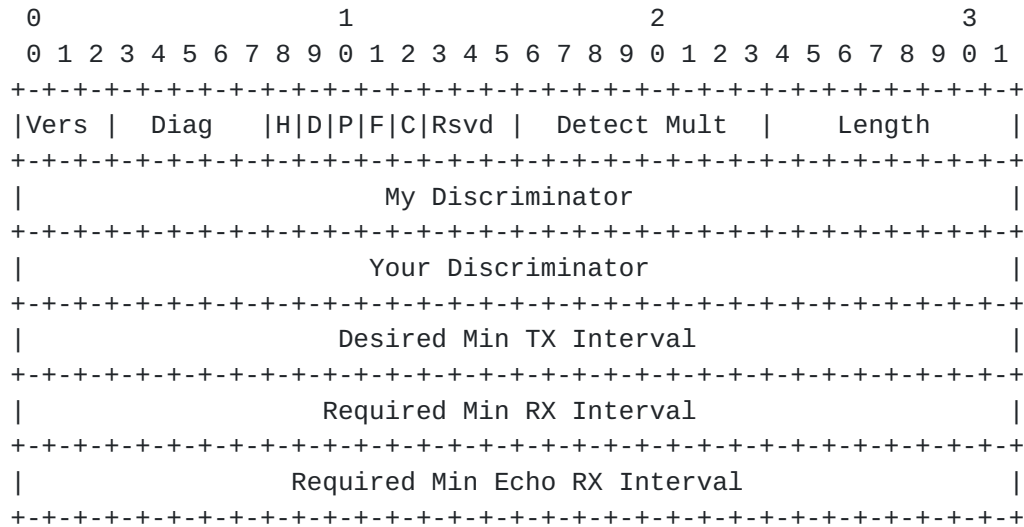 0                   1                   2                   3
 0 1 2 3 4 5 6 7 8 9 0 1 2 3 4 5 6 7 8 9 0 1 2 3 4 5 6 7 8 9 0 1
+-+-+-+-+-+-+-+-+-+-+-+-+-+-+-+-+-+-+-+-+-+-+-+-+-+-+-+-+-+-+-+-+
|Vers |  Diag   |H|D|P|F|C|Rsvd |  Detect Mult  |    Length     |
+-+-+-+-+-+-+-+-+-+-+-+-+-+-+-+-+-+-+-+-+-+-+-+-+-+-+-+-+-+-+-+-+
|                       My Discriminator                        |
+-+-+-+-+-+-+-+-+-+-+-+-+-+-+-+-+-+-+-+-+-+-+-+-+-+-+-+-+-+-+-+-+
|                      Your Discriminator                       |
+-+-+-+-+-+-+-+-+-+-+-+-+-+-+-+-+-+-+-+-+-+-+-+-+-+-+-+-+-+-+-+-+
|                    Desired Min TX Interval                    |
+-+-+-+-+-+-+-+-+-+-+-+-+-+-+-+-+-+-+-+-+-+-+-+-+-+-+-+-+-+-+-+-+
|                   Required Min RX Interval                    |
+-+-+-+-+-+-+-+-+-+-+-+-+-+-+-+-+-+-+-+-+-+-+-+-+-+-+-+-+-+-+-+-+
|                 Required Min Echo RX Interval                 |
+-+-+-+-+-+-+-+-+-+-+-+-+-+-+-+-+-+-+-+-+-+-+-+-+-+-+-+-+-+-+-+-+